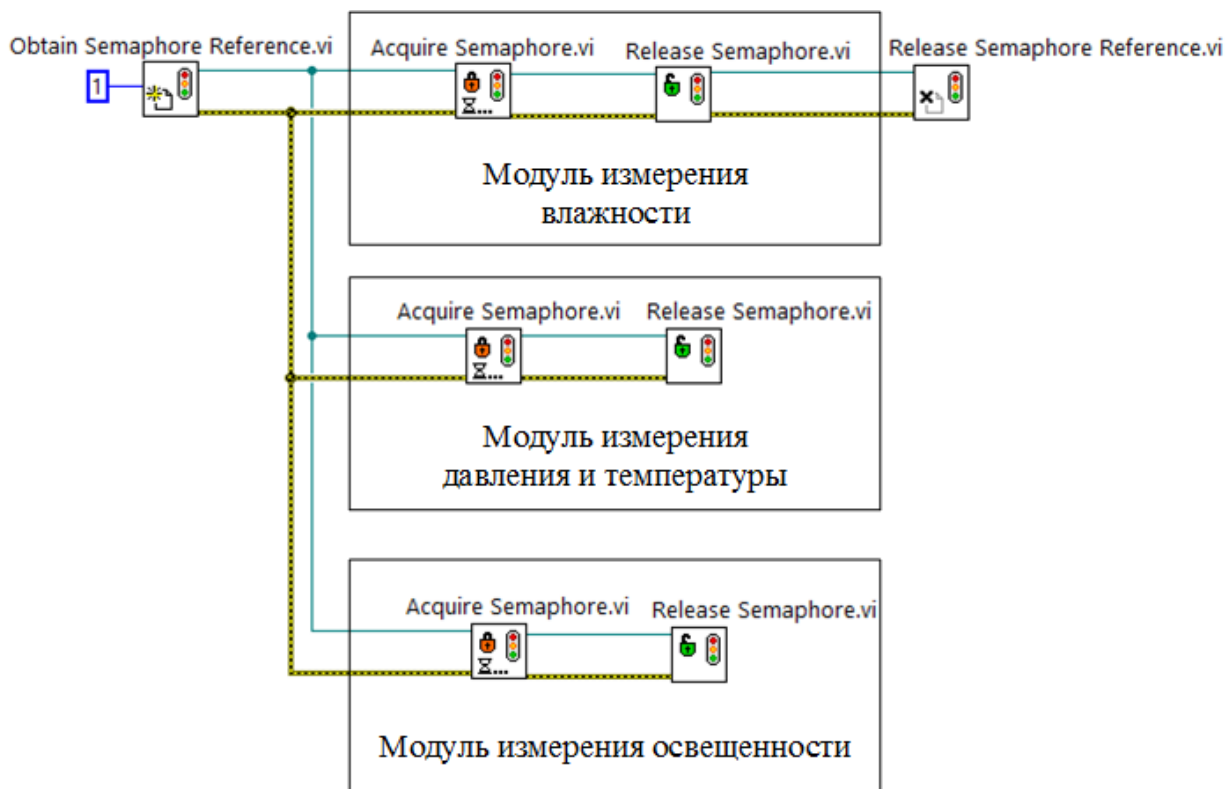 Obtain Semaphore Reference.vi
Acquire Semaphore.vi
Release Semaphore.vi
Release Semaphore Reference.vi
1
Модуль измерения
влажности
Acquire Semaphore.vi
Release Semaphore.vi
Модуль измерения
давления и температуры
Acquire Semaphore.vi
Release Semaphore.vi
Модуль измерения освещенности